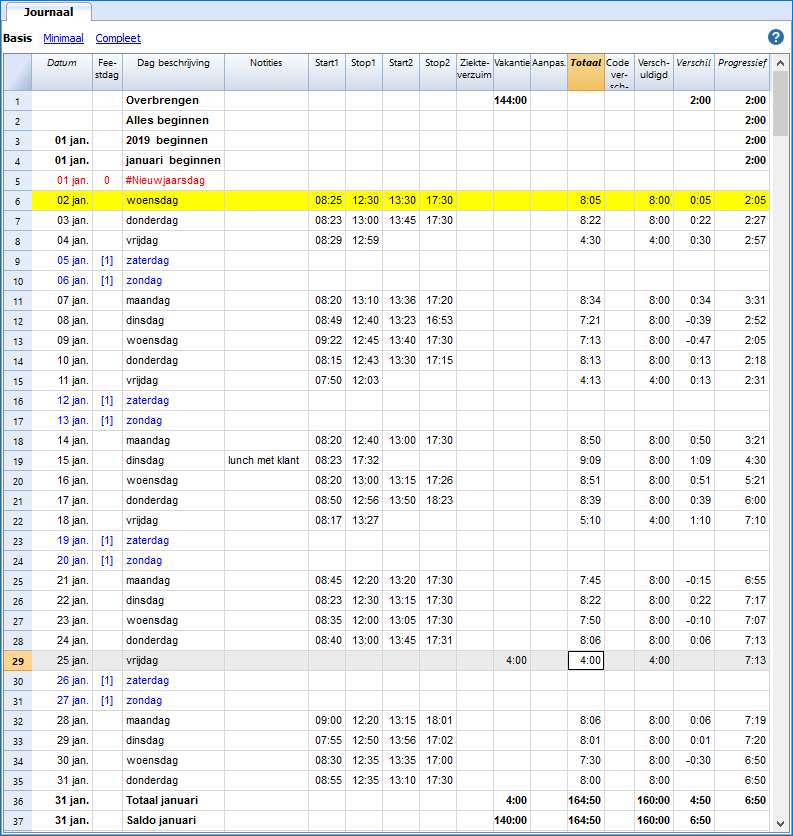 Journaal
Basis Minimaal Compleet ?
Datum Fee-stdag Dag beschrijving Notities Start1 Stop1 Start2 Stop2 Ziekte-verzuim Vakantie Aanpas. Totaal Code ver-sch- Versch-uldigd Verschil Progressief
1 Overbrengen 144:00 2:00 2:00
2 Alles beginnen 2:00
3 01 jan. 2019 beginnen 2:00
4 01 jan. januari beginnen 2:00
5 01 jan. 0 #Nieuwjaarsdag
6 02 jan. woensdag 08:25 12:30 13:30 17:30 8:05 8:00 0:05 2:05
7 03 jan. donderdag 08:23 13:00 13:45 17:30 8:22 8:00 0:22 2:27
8 04 jan. vrijdag 08:29 12:59 4:30 4:00 0:30 2:57
9 05 jan. [1] zaterdag
10 06 jan. [1] zondag
11 07 jan. maandag 08:20 13:10 13:36 17:20 8:34 8:00 0:34 3:31
12 08 jan. dinsdag 08:49 12:40 13:23 16:53 7:21 8:00 -0:39 2:52
13 09 jan. woensdag 09:22 12:45 13:40 17:30 7:13 8:00 -0:47 2:05
14 10 jan. donderdag 08:15 12:43 13:30 17:15 8:13 8:00 0:13 2:18
15 11 jan. vrijdag 07:50 12:03 4:13 4:00 0:13 2:31
16 12 jan. [1] zaterdag
17 13 jan. [1] zondag
18 14 jan. maandag 08:20 12:40 13:00 17:30 8:50 8:00 0:50 3:21
19 15 jan. dinsdag lunch met klant 08:23 17:32 9:09 8:00 1:09 4:30
20 16 jan. woensdag 08:20 13:00 13:15 17:26 8:51 8:00 0:51 5:21
21 17 jan. donderdag 08:50 12:56 13:50 18:23 8:39 8:00 0:39 6:00
22 18 jan. vrijdag 08:17 13:27 5:10 4:00 1:10 7:10
23 19 jan. [1] zaterdag
24 20 jan. [1] zondag
25 21 jan. maandag 08:45 12:20 13:20 17:30 7:45 8:00 -0:15 6:55
26 22 jan. dinsdag 08:23 12:30 13:15 17:30 8:22 8:00 0:22 7:17
27 23 jan. woensdag 08:35 12:00 13:05 17:30 7:50 8:00 -0:10 7:07
28 24 jan. donderdag 08:40 13:00 13:45 17:31 8:06 8:00 0:06 7:13
29 25 jan. vrijdag 4:00 4:00 4:00 7:13
30 26 jan. [1] zaterdag
31 27 jan. [1] zondag
32 28 jan. maandag 09:00 12:20 13:15 18:01 8:06 8:00 0:06 7:19
33 29 jan. dinsdag 07:55 12:50 13:56 17:02 8:01 8:00 0:01 7:20
34 30 jan. woensdag 08:30 12:35 13:35 17:00 7:30 8:00 -0:30 6:50
35 31 jan. donderdag 08:55 12:35 13:10 17:30 8:00 8:00 6:50
36 31 jan. Totaal januari 4:00 164:50 160:00 4:50 6:50
37 31 jan. Saldo januari 140:00 164:50 160:00 6:50